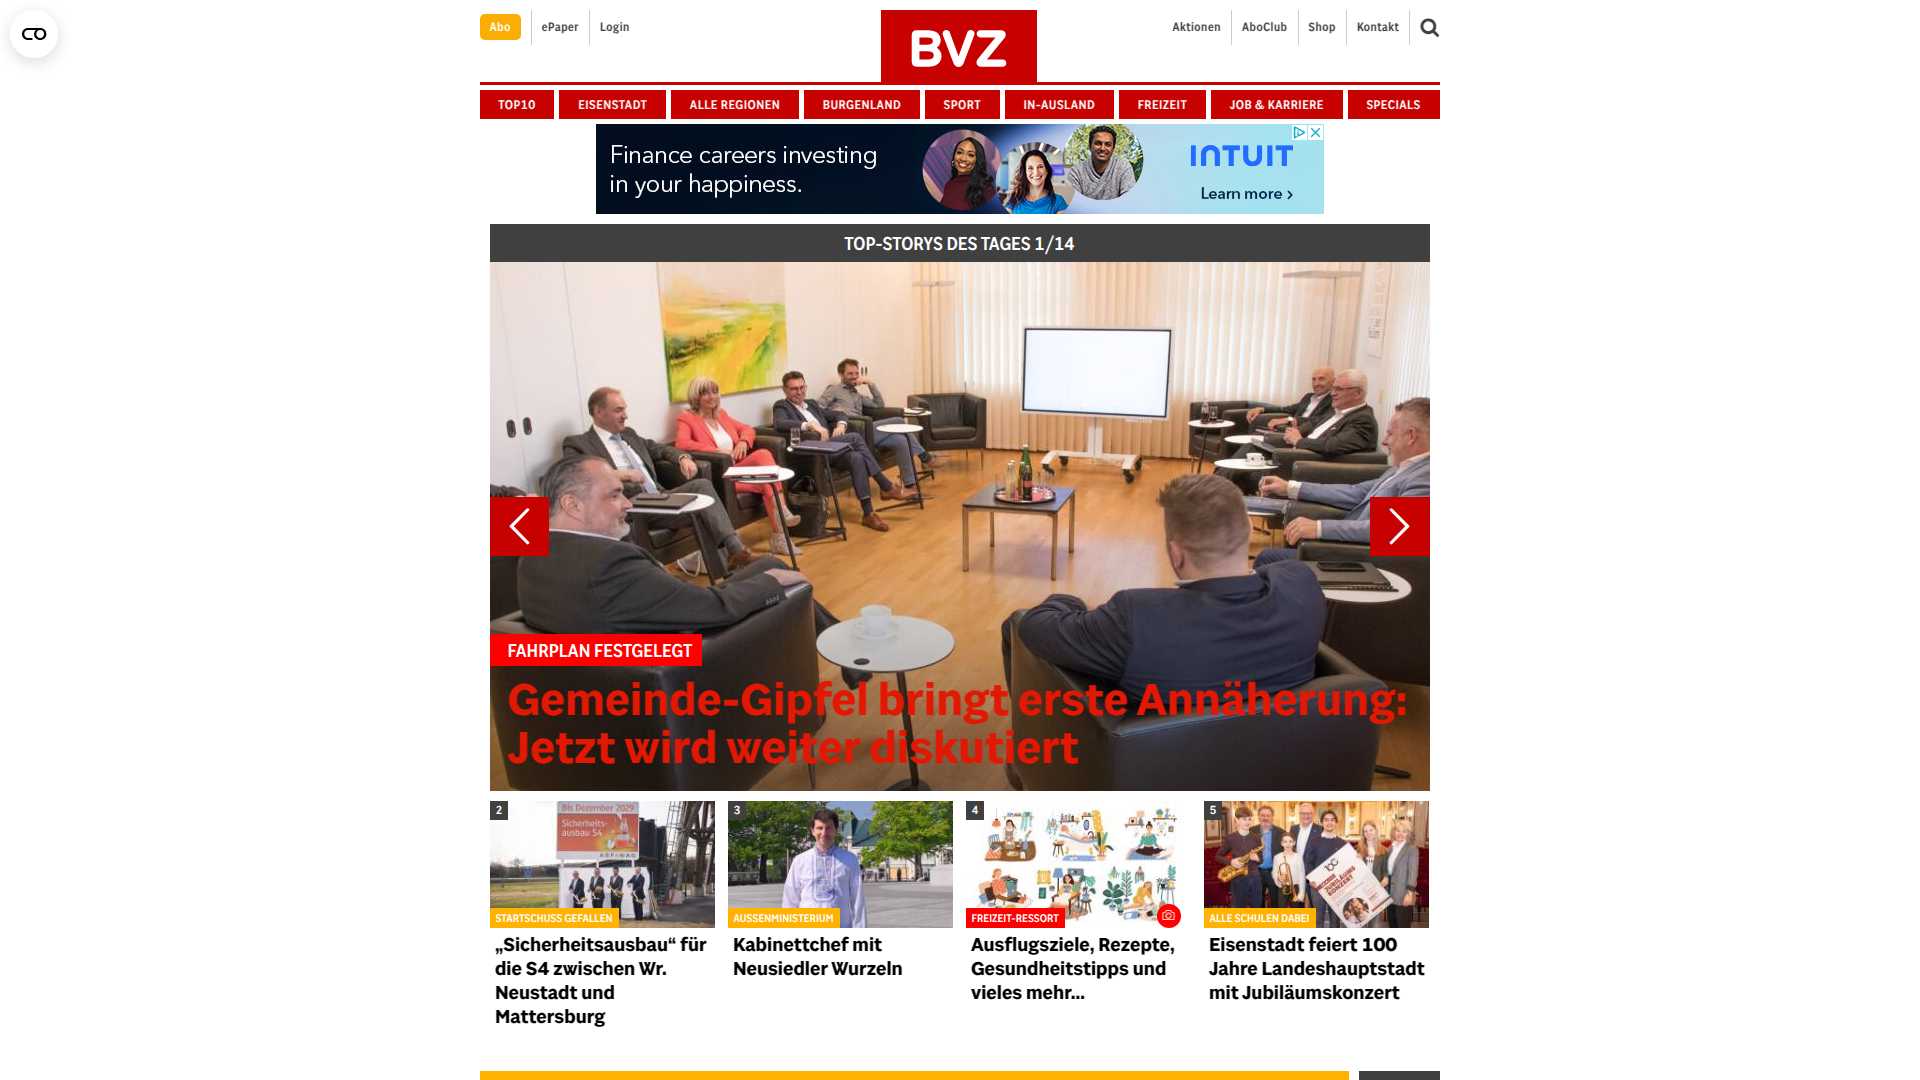 Abo
ePaper
Login
BVZ
Aktionen
AboClub
Shop
Kontakt
TOP10
EISENSTADT
ALLE REGIONEN
BURGENLAND
SPORT
IN-AUSLAND
FREIZEIT
JOB & KARRIERE
SPECIALS
Finance careers investing
in your happiness.
INTUIT
Learn more ›
TOP-STORYS DES TAGES 1/14
FAHRPLAN FESTGELEGT
Gemeinde-Gipfel bringt erste Annäherung:
Jetzt wird weiter diskutiert
2
Bis Dezember 2029
Sicherheits-
ausbau S4
ASFiNAG
STARTSCHUSS GEFALLEN
„Sicherheitsausbau“ für
die S4 zwischen Wr.
Neustadt und
Mattersburg
3
AUSSENMINISTERIUM
Kabinettchef mit
Neusiedler Wurzeln
4
FREIZEIT-RESSORT
Ausflugsziele, Rezepte,
Gesundheitstipps und
vieles mehr...
5
ALLE SCHULEN DABEI
Eisenstadt feiert 100
Jahre Landeshauptstadt
mit Jubiläumskonzert